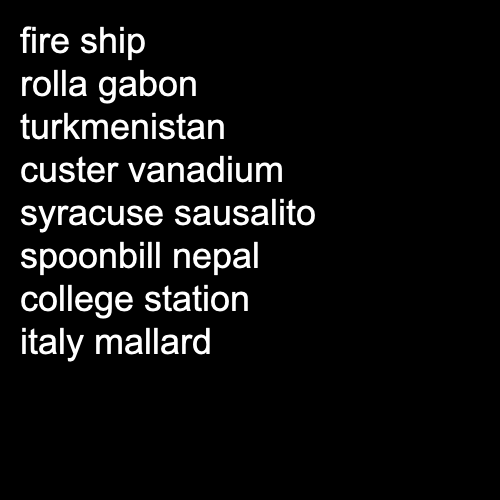 fire ship
rolla gabon
turkmenistan
custer vanadium
syracuse sausalito
spoonbill nepal
college station
italy mallard